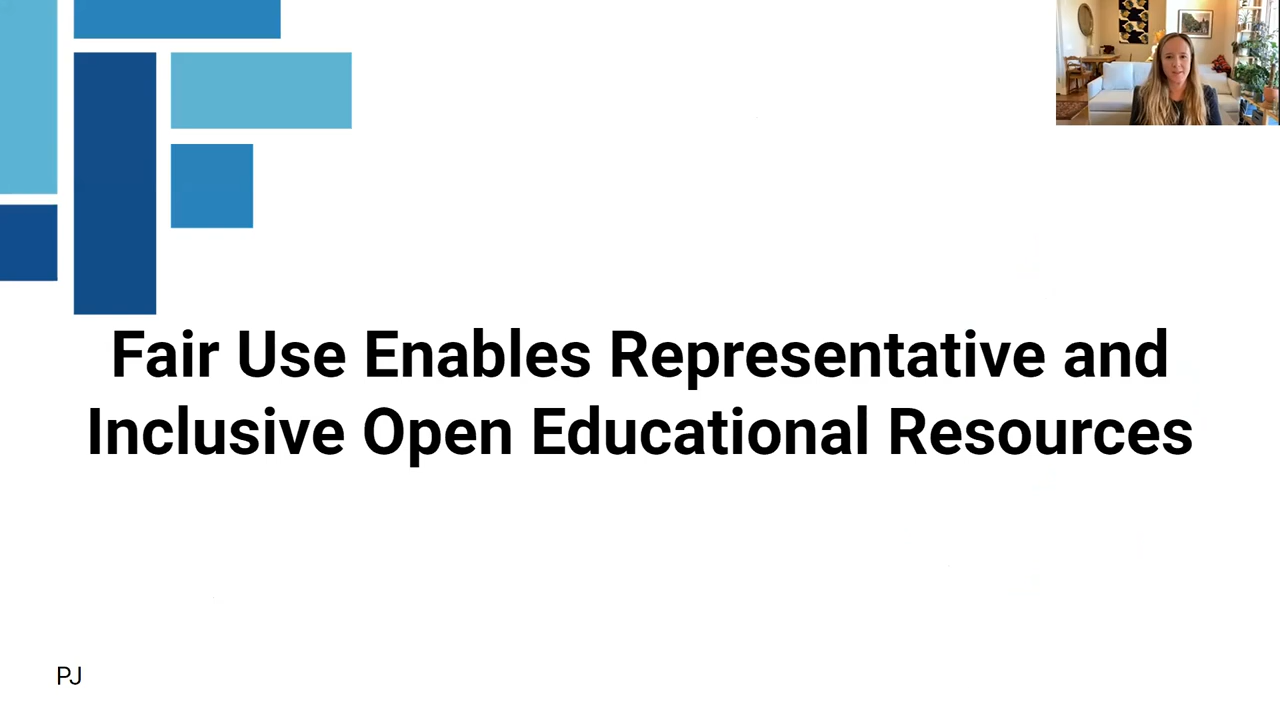 Fair Use Enables Representative and
Inclusive Open Educational Resources
PJ